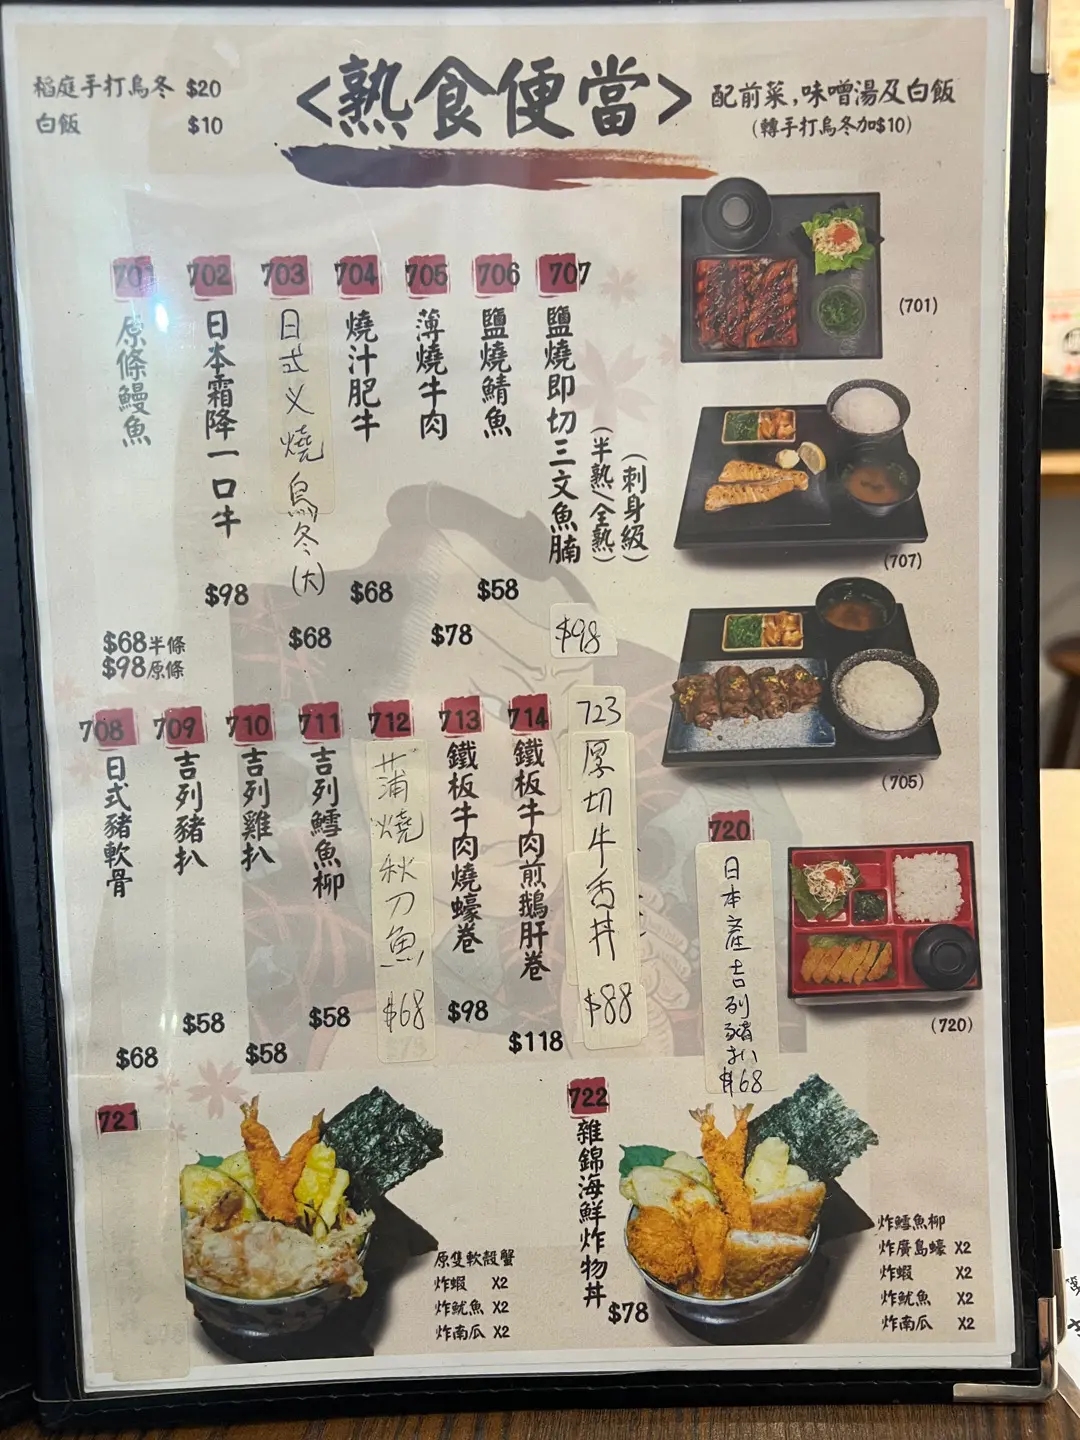 稻庭手打烏冬 $20
白飯 $10
<熟食便當>
配前菜,味噌湯及白飯
(轉手打烏冬加$10)
701
原條鰻魚
$68半條
$98原條
702
日本霜降一口牛
$98
703
日式义燒烏冬(大)
$68
704
燒汁肥牛
$68
705
薄燒牛肉
$78
706
鹽燒鯖魚
$58
707
鹽燒即切三文魚腩
(刺身級)
(半熟/全熟)
$98
(701)
(707)
(705)
708
日式豬軟骨
$68
709
吉列豬扒
$58
710
吉列雞扒
$58
711
吉列鱈魚柳
$58
712
蒲燒秋刀魚
$68
713
鐵板牛肉燒蠔卷
$98
714
鐵板牛肉煎鵝肝卷
$118
723
厚切牛舌丼
$88
720
日本產吉列豬扒
$68
(720)
721
原隻軟殼蟹
炸蝦 X2
炸魷魚 X2
炸南瓜 X2
722
雜錦海鮮炸物丼
$78
炸鱈魚柳
炸廣島蠔 X2
炸蝦 X2
炸魷魚 X2
炸南瓜 X2